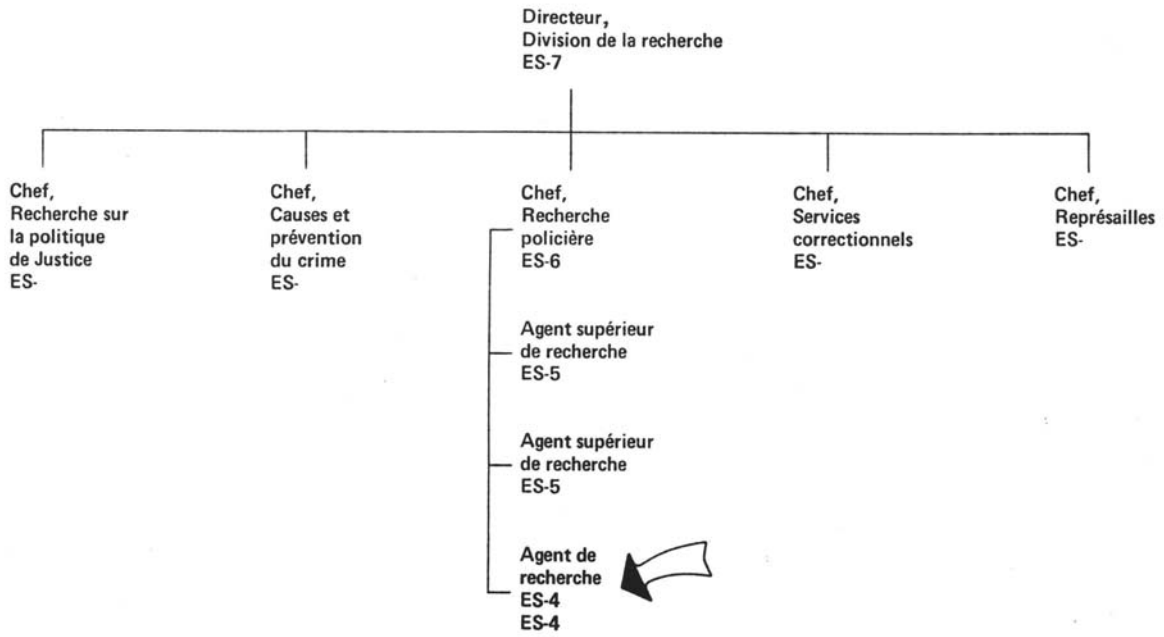 Directeur,
Division de la recherche
ES-7
Chef,
Recherche sur
la politique
de Justice
ES-
Chef,
Causes et
prévention
du crime
ES-
Chef,
Recherche
policière
ES-6
Chef,
Services
correctionnels
ES-
Chef,
Représailles
ES-
Agent supérieur
de recherche
ES-5
Agent supérieur
de recherche
ES-5
Agent de
recherche
ES-4
ES-4